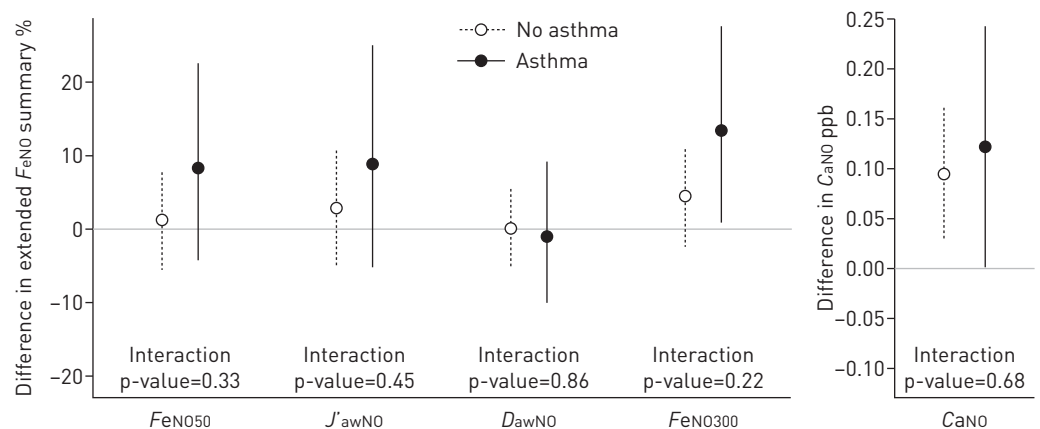 Difference in extended FeNO summary %
20
10
0
–10
–20
No asthma
Asthma
Interaction
p-value=0.33
Interaction
p-value=0.45
Interaction
p-value=0.86
Interaction
p-value=0.22
FeNO50
J'awNO
DawNO
FeNO300
Difference in CaNO ppb
0.25
0.20
0.15
0.10
0.05
0.00
–0.05
–0.10
Interaction
p-value=0.68
CaNO